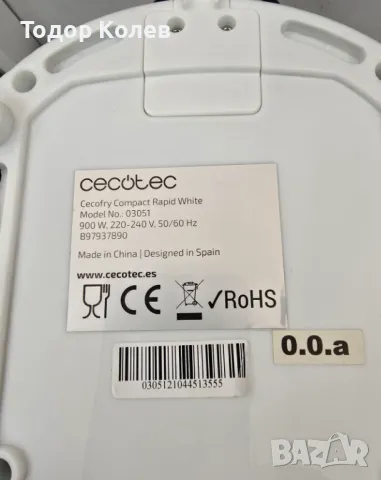 Тодор Колев
cecotec
Cecofry Compact Rapid White
Model No.: 03051
900 W, 220-240 V, 50/60 Hz
B97937890
Made in China | Designed in Spain
www.cecotec.es
CE
✓RoHS
0305121044513555
0.0.a
BAZAR